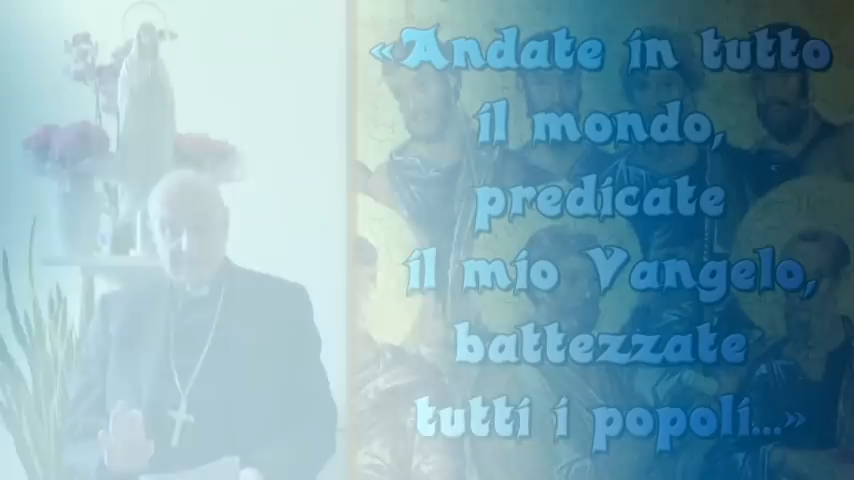 «Andate in tutto
il mondo,
predicate
il mio Vangelo,
battezzate
tutti i popoli...»